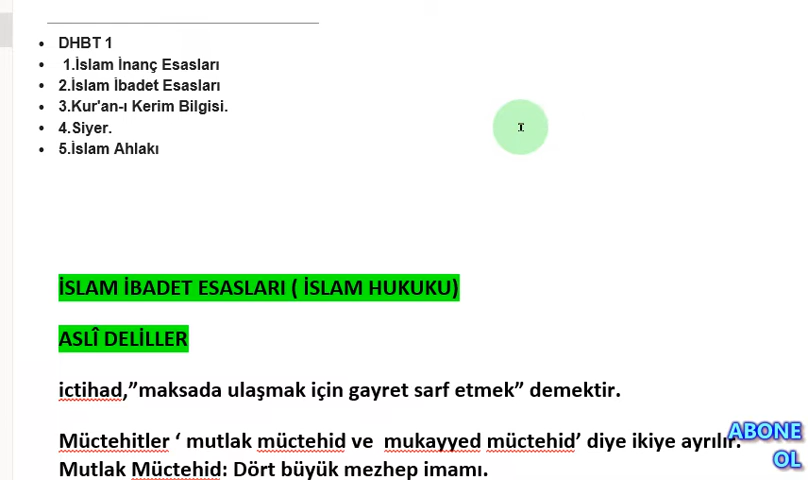 DHBT 1
1.İslam İnanç Esasları
2.İslam İbadet Esasları
3.Kur'an-ı Kerim Bilgisi.
4.Siyer.
5.İslam Ahlakı
İSLAM İBADET ESASLARI ( İSLAM HUKUKU)
ASLÎ DELİLLER
ictihad,”maksada ulaşmak için gayret sarf etmek” demektir.
Müctehitler ‘ mutlak müctehid ve mukayyed müctehid’ diye ikiye ayrılır.
Mutlak Müctehid: Dört büyük mezhep imamı.
ABONE
OL